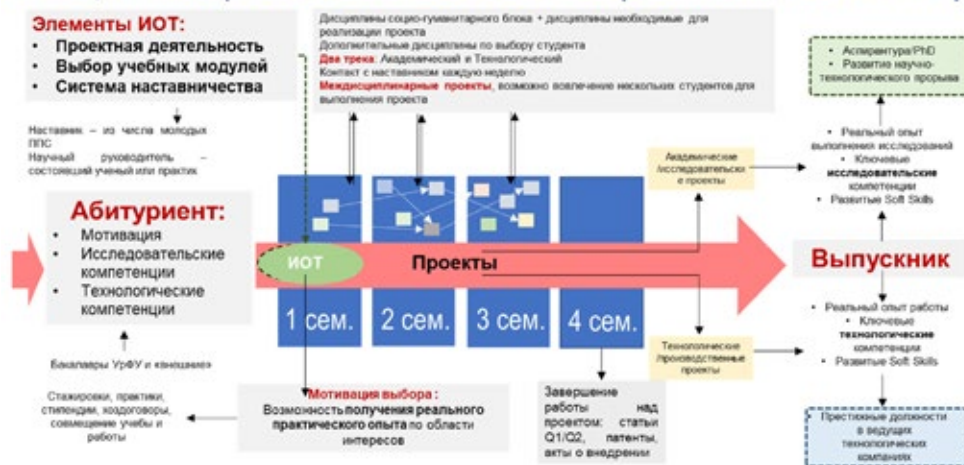 Элементы ИОТ:
• Проектная деятельность
• Выбор учебных модулей
• Система наставничества
Дисциплины социо-гуманитарного блока + дисциплины необходимые для
реализации проекта
Дополнительные дисциплины по выбору студента
Два трека: Академический и Технологический
Контакт с наставником каждую неделю
Междисциплинарные проекты, возможно вовлечение нескольких студентов для
выполнения проекта
• Аспирантура/PhD
• Развитие научно-
технологического прорыва
Наставник – из числа молодых
ППС
Научный руководитель –
состоявший ученый или практик
Абитуриент:
• Мотивация
• Исследовательские
компетенции
• Технологические
компетенции
ИОТ
Проекты
1 сем.
2 сем.
3 сем.
4 сем.
Академические
/исследовательски
е проекты
• Реальный опыт
выполнения исследований
• Ключевые
исследовательские
компетенции
• Развитые Soft Skills
Выпускник
• Реальный опыт работы
• Ключевые
технологические
компетенции
• Развитые Soft Skills
Технологические
/производственные
проекты
Бакалавры УрФУ и «внешние»
Стажировки, практики,
стипендии, хоздоговоры,
совмещение учебы и
работы
Мотивация выбора:
Возможность получения реального
практического опыта по области
интересов
Завершение
работы над
проектом: статьи
Q1/Q2, патенты,
акты о внедрении
Престижные должности
в ведущих
технологических
компаниях